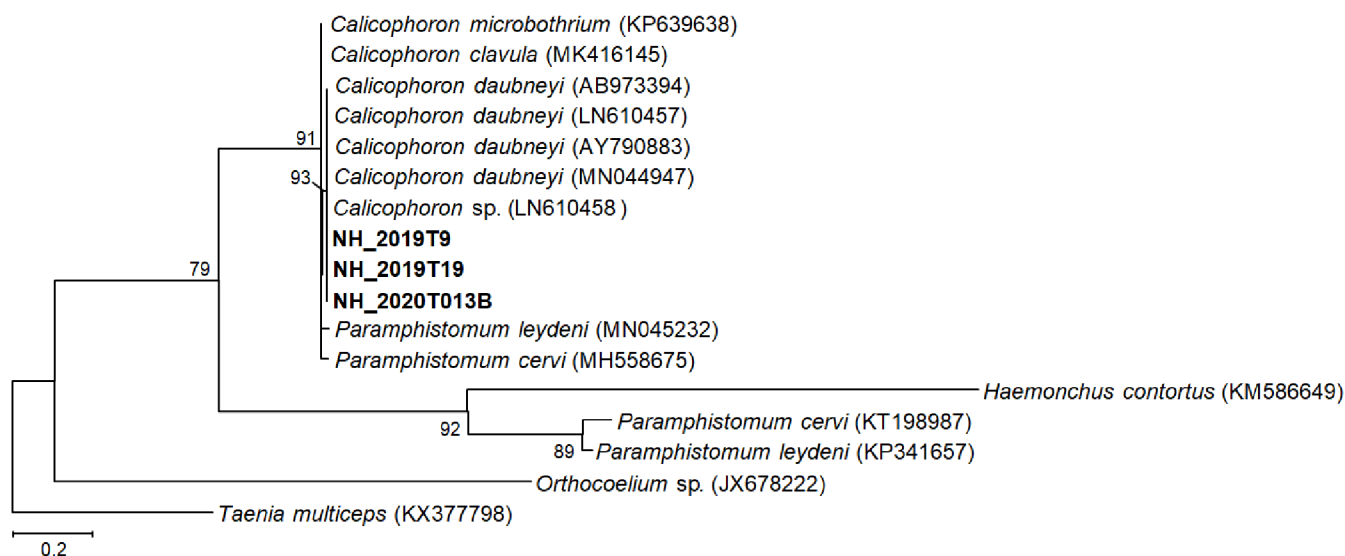 Calicophoron microbothrium (KP639638)
Calicophoron clavula (MK416145)
Calicophoron daubneyi (AB973394)
Calicophoron daubneyi (LN610457)
91
Calicophoron daubneyi (AY790883)
93
Calicophoron daubneyi (MN044947)
Calicophoron sp. (LN610458 )
NH_2019T9
79
NH_2019T19
NH_2020T013B
Paramphistomum leydeni (MN045232)
Paramphistomum cervi (MH558675)
Haemonchus contortus (KM586649)
Paramphistomum cervi (KT198987)
92
89
Paramphistomum leydeni (KP341657)
Orthocoelium sp. (JX678222)
Taenia multiceps (KX377798)
0.2